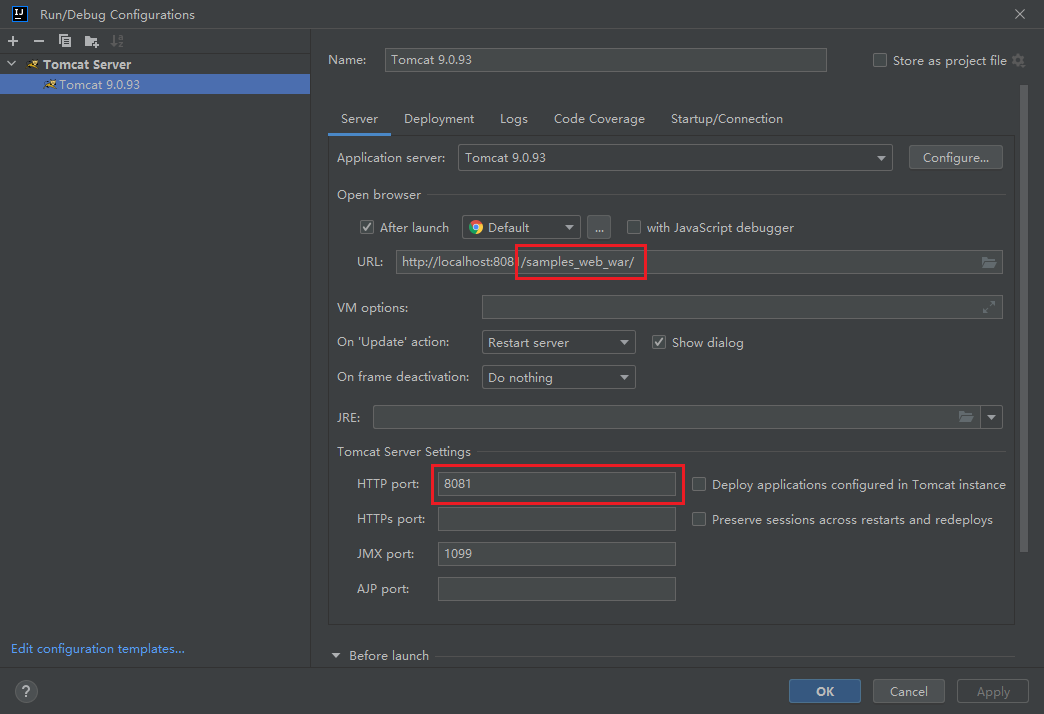 Run/Debug Configurations
Tomcat Server
Tomcat 9.0.93
Name: Tomcat 9.0.93 Store as project file
Server Deployment Logs Code Coverage Startup/Connection
Application server: Tomcat 9.0.93 Configure...
Open browser
After launch Default ... with JavaScript debugger
URL: http://localhost:8081/samples_web_war/
VM options:
On 'Update' action: Restart server Show dialog
On frame deactivation: Do nothing
JRE:
Tomcat Server Settings
HTTP port: 8081 Deploy applications configured in Tomcat instance
HTTPs port: Preserve sessions across restarts and redeploys
JMX port: 1099
AJP port:
Edit configuration templates...
Before launch
? OK Cancel Apply